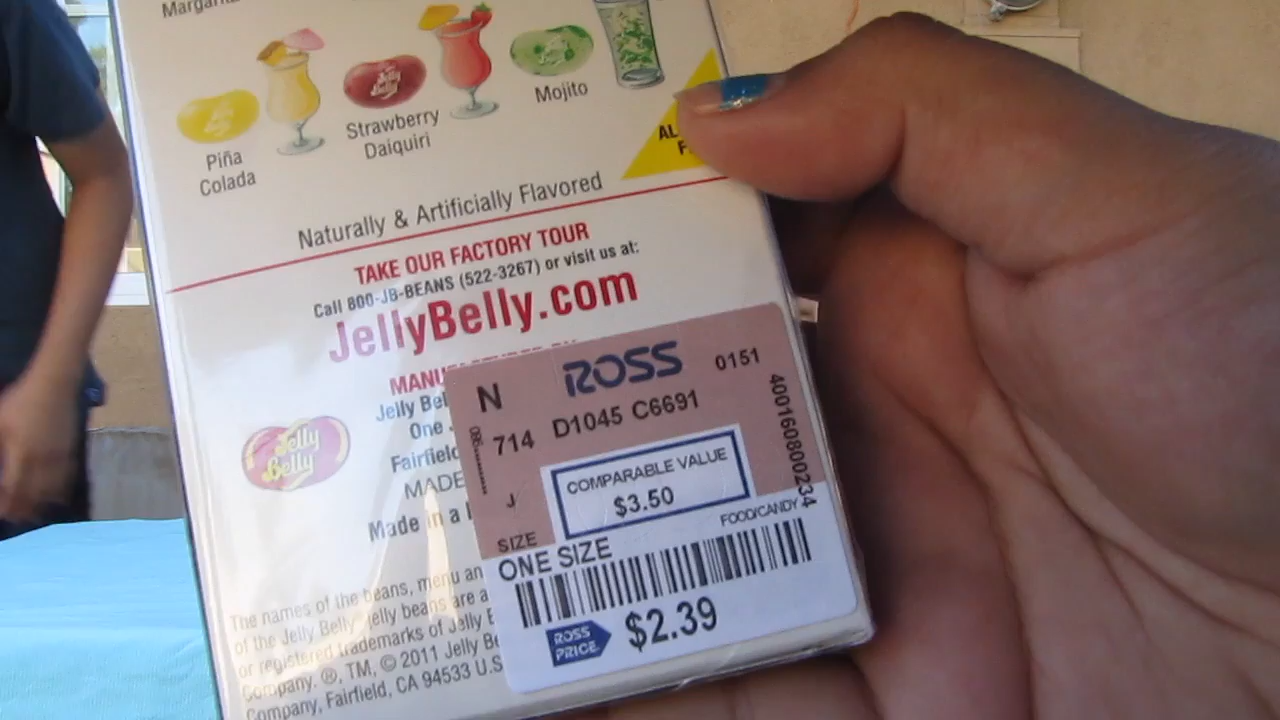 Piña
Colada
Strawberry
Daiquiri
Mojito
Naturally & Artificially Flavored
TAKE OUR FACTORY TOUR
Call 800-JB-BEANS (522-3267) or visit us at:
JellyBelly.com
Jelly Belly
One
Fairfield
MADE
Made in a
The names of the beans, menu an
of the Jelly Belly jelly beans are a
or registered trademarks of Jelly B
Company. ®, TM, © 2011 Jelly Be
Company, Fairfield, CA 94533 U.S
N
ROSS
0151
714 D1045 C6691
400160800234
COMPARABLE VALUE
$3.50
J
SIZE
FOOD/CANDY
ONE SIZE
ROSS
PRICE
$2.39